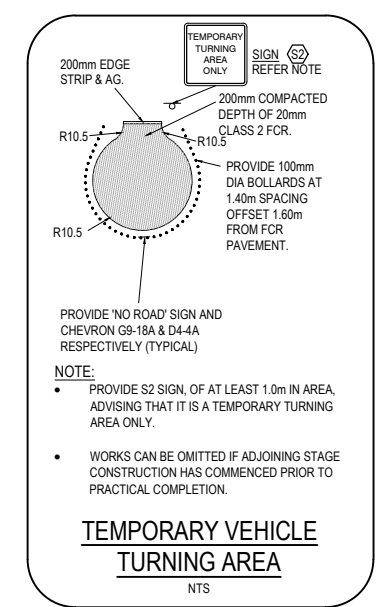 TEMPORARY
TURNING
AREA
ONLY
SIGN S2
REFER NOTE
200mm EDGE
STRIP & AG.
200mm COMPACTED
DEPTH OF 20mm
CLASS 2 FCR.
R10.5
R10.5
PROVIDE 100mm
DIA BOLLARDS AT
1.40m SPACING
OFFSET 1.60m
FROM FCR
PAVEMENT.
R10.5
PROVIDE 'NO ROAD' SIGN AND
CHEVRON G9-18A & D4-4A
RESPECTIVELY (TYPICAL)
NOTE:
• PROVIDE S2 SIGN, OF AT LEAST 1.0m IN AREA,
ADVISING THAT IT IS A TEMPORARY TURNING
AREA ONLY.
• WORKS CAN BE OMITTED IF ADJOINING STAGE
CONSTRUCTION HAS COMMENCED PRIOR TO
PRACTICAL COMPLETION.
TEMPORARY VEHICLE
TURNING AREA
NTS